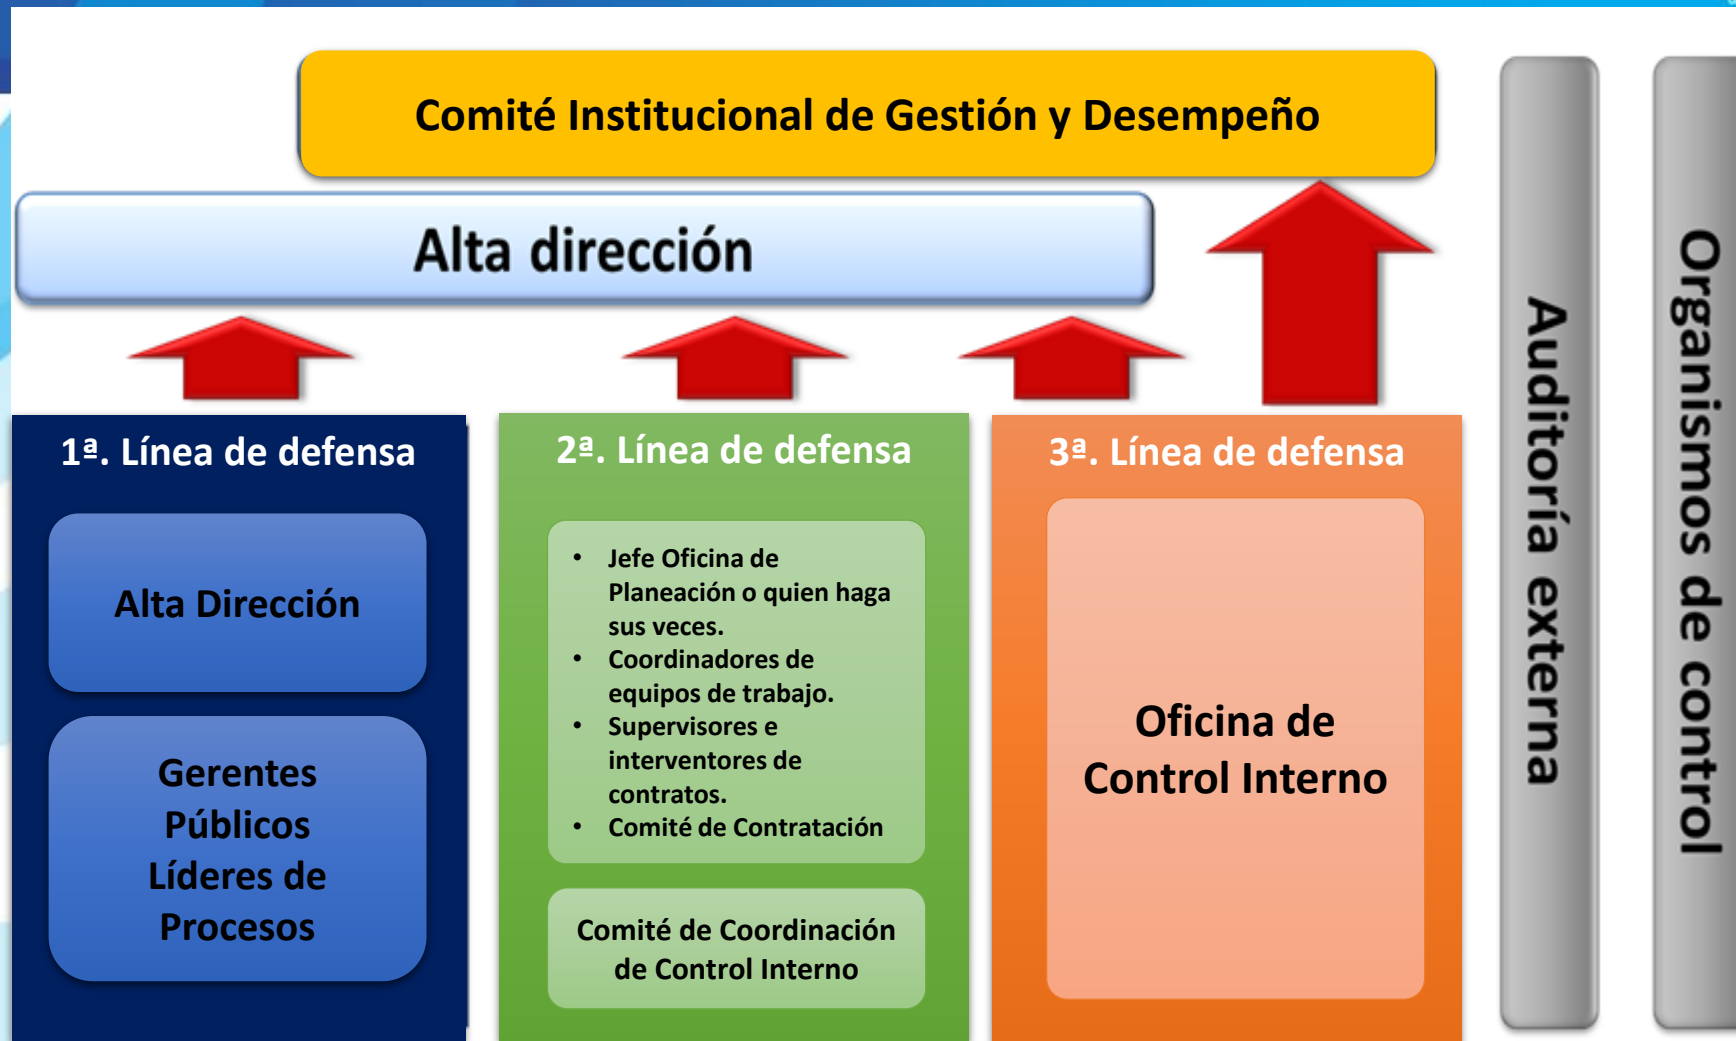 Comité Institucional de Gestión y Desempeño
Alta dirección
1ª. Línea de defensa
Alta Dirección
Gerentes
Públicos
Líderes de
Procesos
2ª. Línea de defensa
• Jefe Oficina de
Planeación o quien haga
sus veces.
• Coordinadores de
equipos de trabajo.
• Supervisores e
interventores de
contratos.
• Comité de Contratación
Comité de Coordinación
de Control Interno
3ª. Línea de defensa
Oficina de
Control Interno
Auditoría externa
Organismos de control